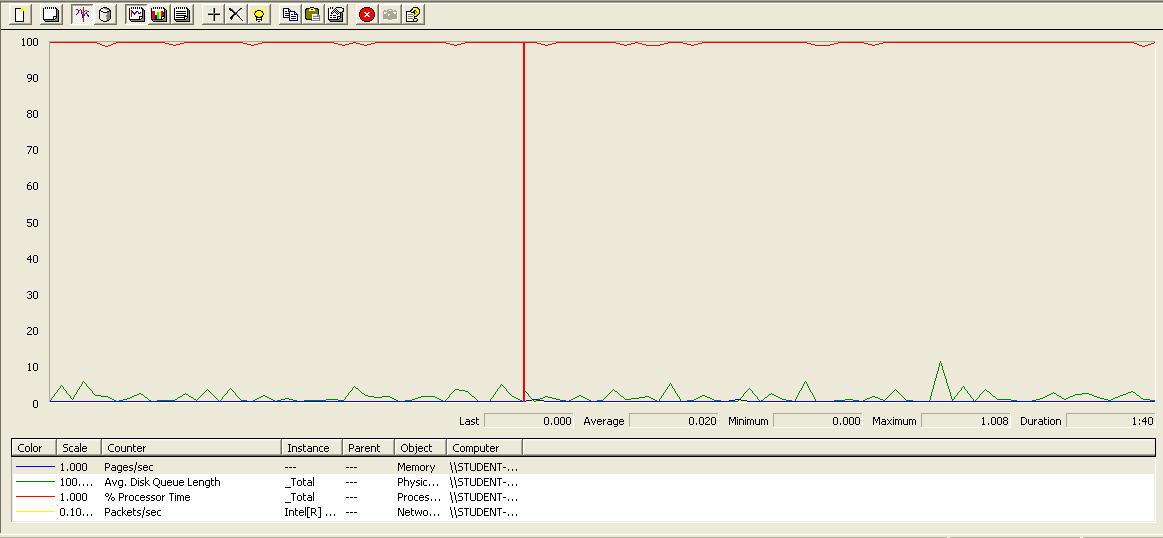 100
90
80
70
60
50
40
30
20
10
0
Last 0.000 Average 0.020 Minimum 0.000 Maximum 1.008 Duration 1:40
Color Scale Counter Instance Parent Object Computer
1.000 Pages/sec --- --- Memory \\STUDENT-...
100.... Avg. Disk Queue Length _Total --- Physic... \\STUDENT-...
1.000 % Processor Time _Total --- Proces... \\STUDENT-...
0.10... Packets/sec Intel[R] ... --- Netwo... \\STUDENT-...